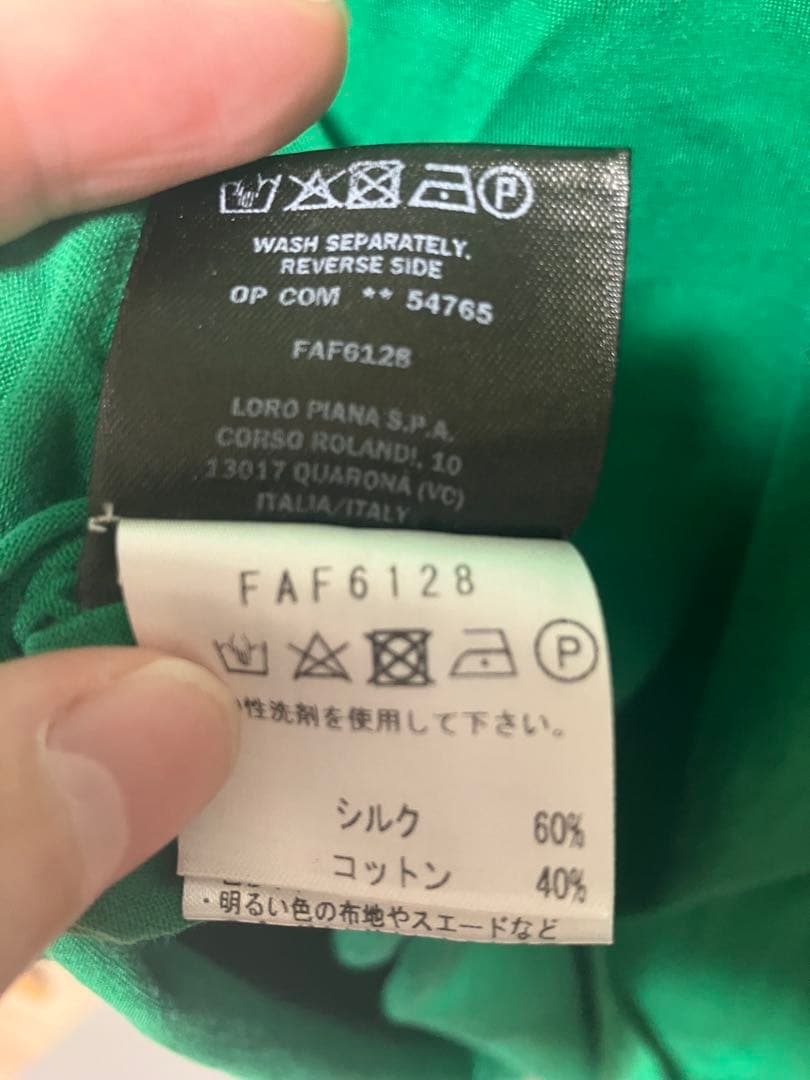 P
WASH SEPARATELY.
REVERSE SIDE
OP COM ** 54765
FAF6128
LORO PIANA S.P.A.
CORSO ROLANDI, 10
13017 QUARONA (VC)
ITALIA/ITALY
FAF6128
P
性洗剤を使用して下さい。
シルク 60%
コットン 40%
・明るい色の布地やスエードなど